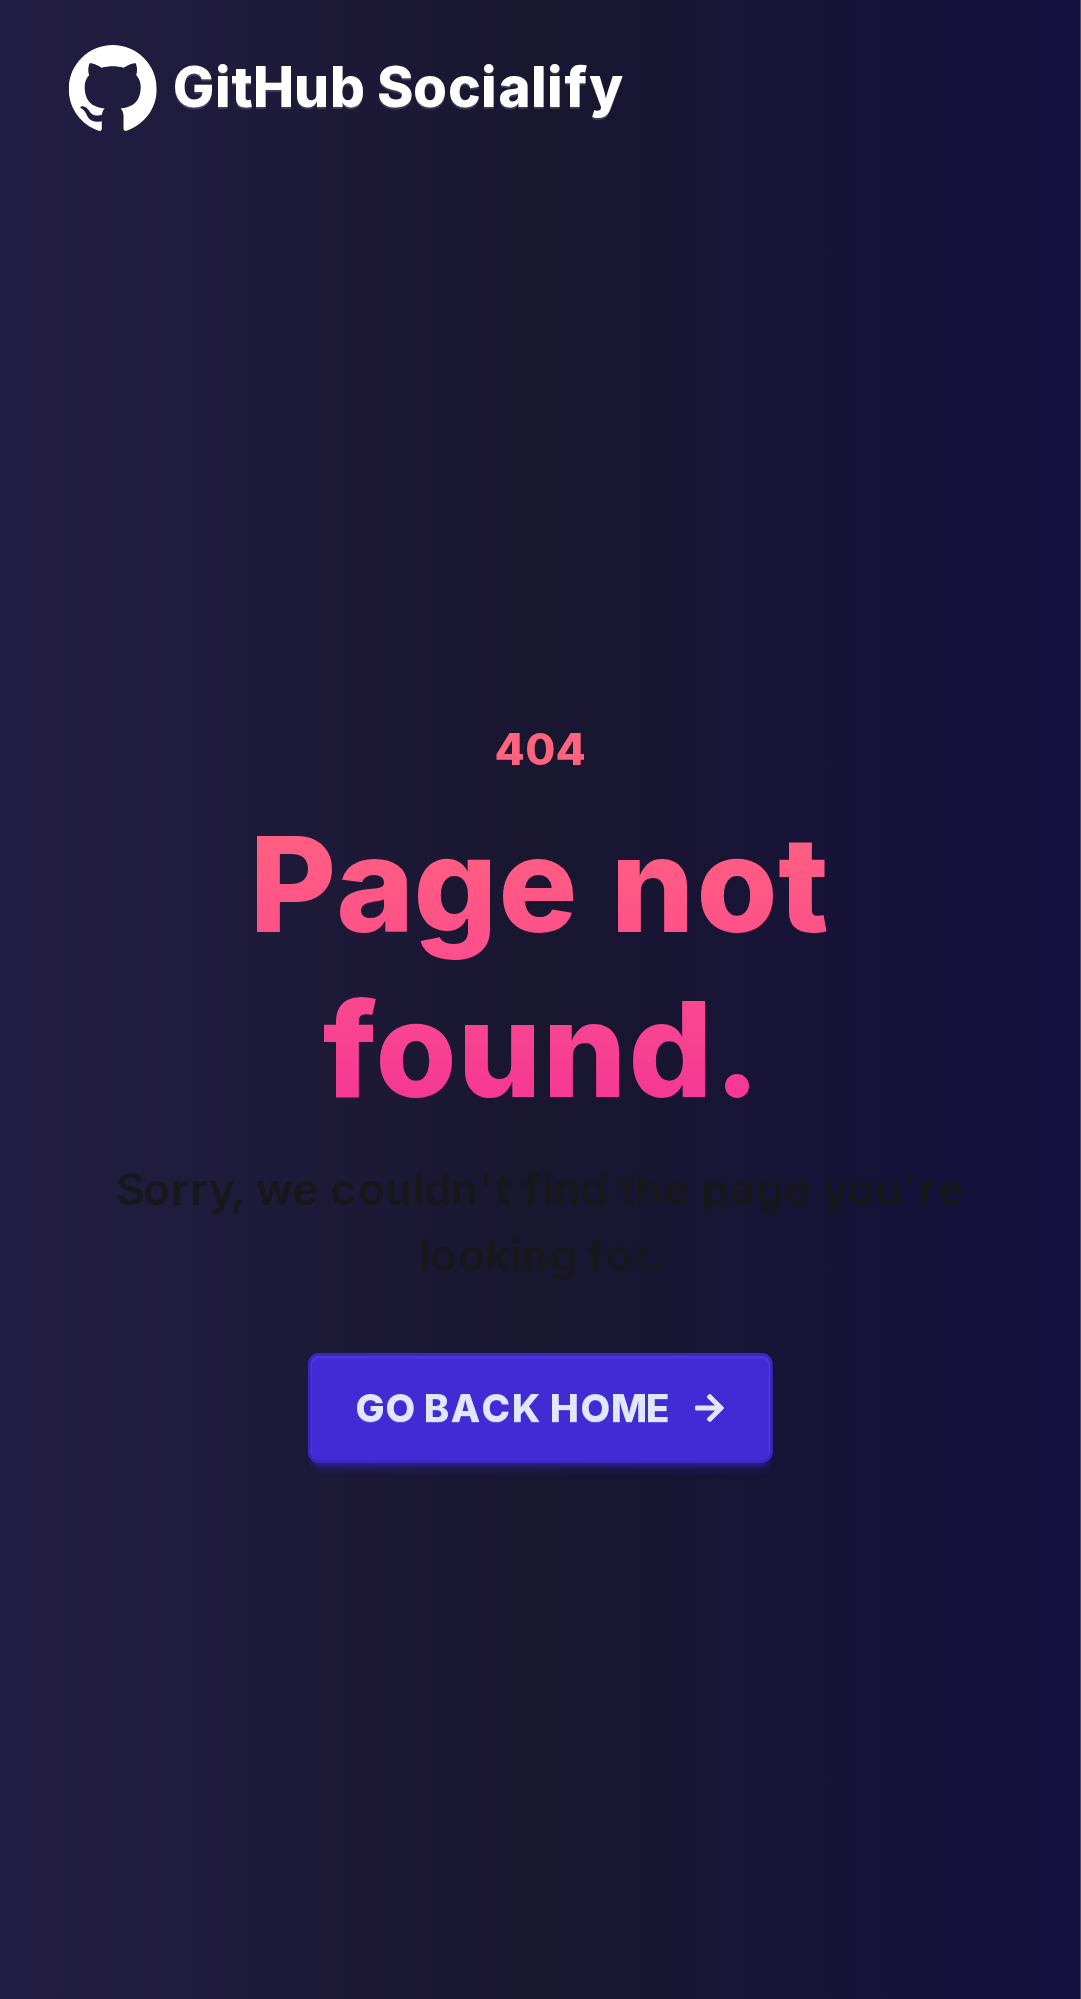 GitHub Socialify
404
Page not
found.
Sorry, we couldn't find the page you're
looking for.
GO BACK HOME →